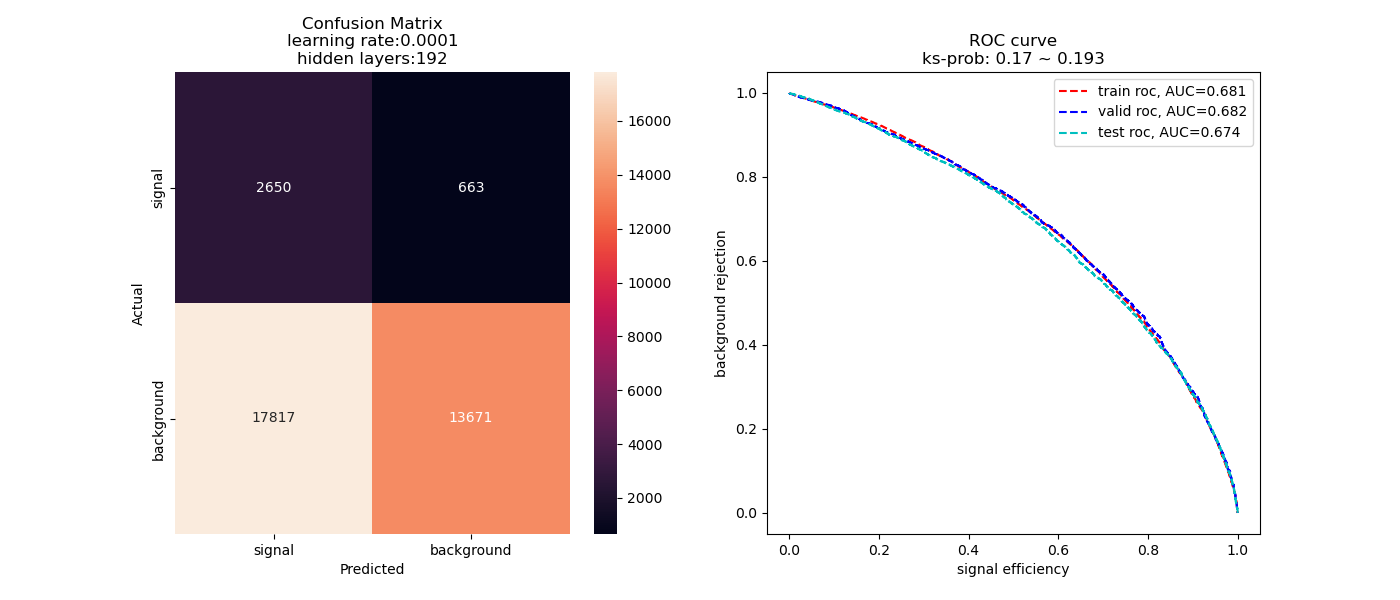 Confusion Matrix
learning rate:0.0001
hidden layers:192
signal
background
Actual
2650
663
17817
13671
signal
background
Predicted
16000
14000
12000
10000
8000
6000
4000
2000
ROC curve
ks-prob: 0.17 ~ 0.193
train roc, AUC=0.681
valid roc, AUC=0.682
test roc, AUC=0.674
background rejection
1.0
0.8
0.6
0.4
0.2
0.0
0.0
0.2
0.4
0.6
0.8
1.0
signal efficiency